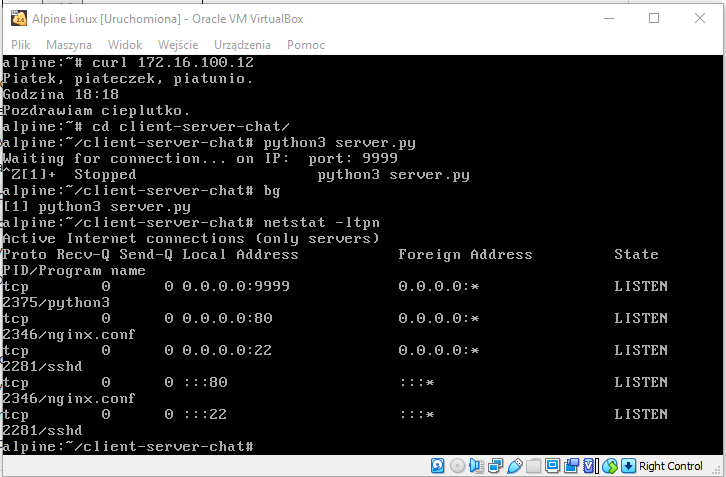 Alpine Linux [Uruchomiona] - Oracle VM VirtualBox
Plik Maszyna Widok Wejście Urządzenia Pomoc
alpine:~# curl 172.16.100.12
Piatek, piateczek, piatunio.
Godzina 18:18
Pozdrawiam cieplutko.
alpine:~# cd client-server-chat/
alpine:~/client-server-chat# python3 server.py
Waiting for connection... on IP:  port: 9999
^Z[1]+  Stopped                 python3 server.py
alpine:~/client-server-chat# bg
[1] python3 server.py
alpine:~/client-server-chat# netstat -ltpn
Active Internet connections (only servers)
Proto Recv-Q Send-Q Local Address           Foreign Address         State
PID/Program name
tcp        0      0 0.0.0.0:9999            0.0.0.0:*               LISTEN
2375/python3
tcp        0      0 0.0.0.0:80              0.0.0.0:*               LISTEN
2346/nginx.conf
tcp        0      0 0.0.0.0:22              0.0.0.0:*               LISTEN
2281/sshd
tcp        0      0 :::80                   :::*                    LISTEN
2346/nginx.conf
tcp        0      0 :::22                   :::*                    LISTEN
2281/sshd
alpine:~/client-server-chat#
Right Control